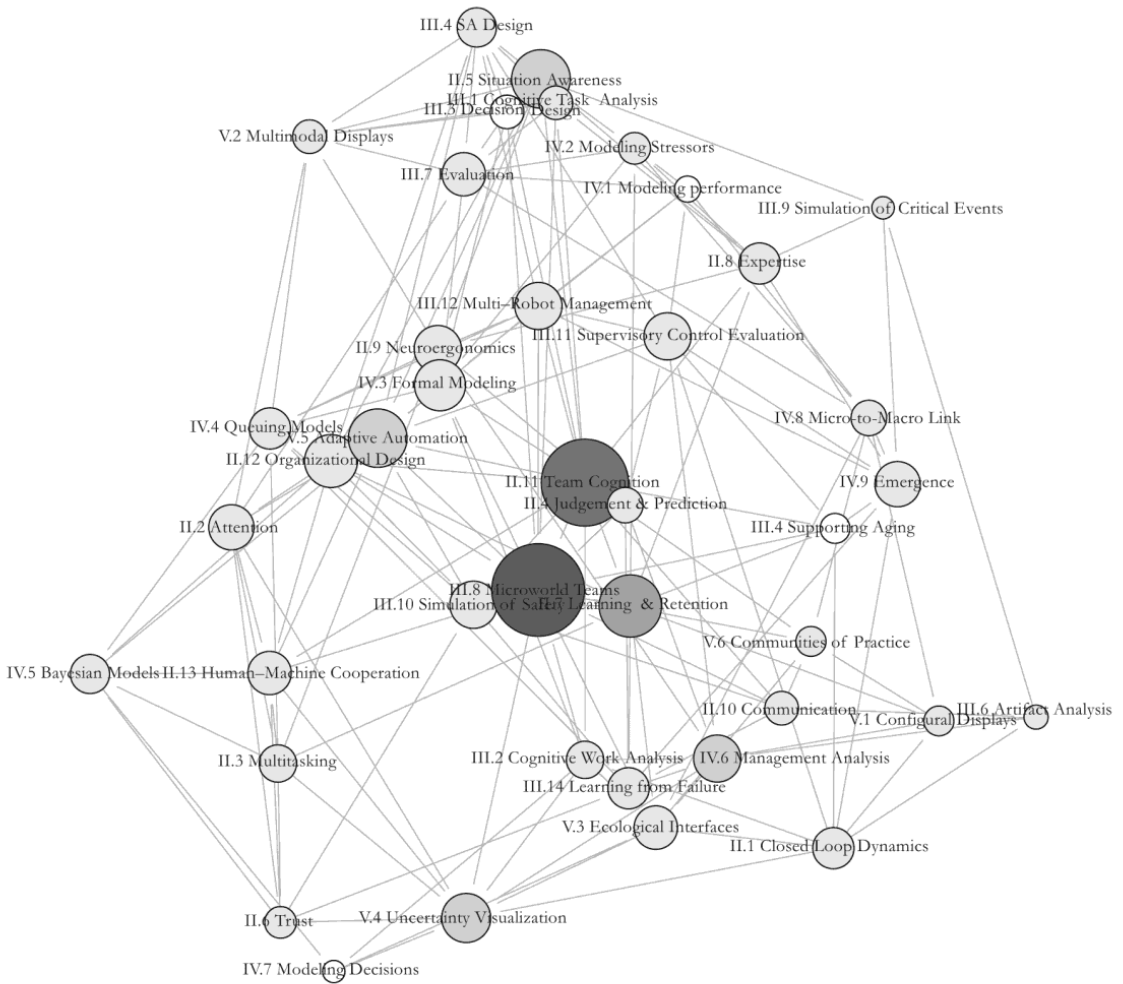 III.4 SA Design
II.5 Situation Awareness
III.1 Cognitive Task Analysis
III.3 Decision Design
V.2 Multimodal Displays
IV.2 Modeling Stressors
III.7 Evaluation
IV.1 Modeling performance
III.9 Simulation of Critical Events
II.8 Expertise
III.12 Multi–Robot Management
III.11 Supervisory Control Evaluation
II.9 Neuroergonomics
IV.3 Formal Modeling
IV.8 Micro-to-Macro Link
IV.4 Queuing Models
V.5 Adaptive Automation
II.12 Organizational Design
II.11 Team Cognition
IV.9 Emergence
II.4 Judgement & Prediction
II.2 Attention
III.4 Supporting Aging
III.8 Microworld Teams
III.10 Simulation of Safety
II.7 Learning & Retention
V.6 Communities of Practice
IV.5 Bayesian Models
II.13 Human–Machine Cooperation
II.10 Communication
III.6 Artifact Analysis
V.1 Configural Displays
III.2 Cognitive Work Analysis
IV.6 Management Analysis
II.3 Multitasking
III.14 Learning from Failure
V.3 Ecological Interfaces
II.1 Closed Loop Dynamics
II.6 Trust
V.4 Uncertainty Visualization
IV.7 Modeling Decisions